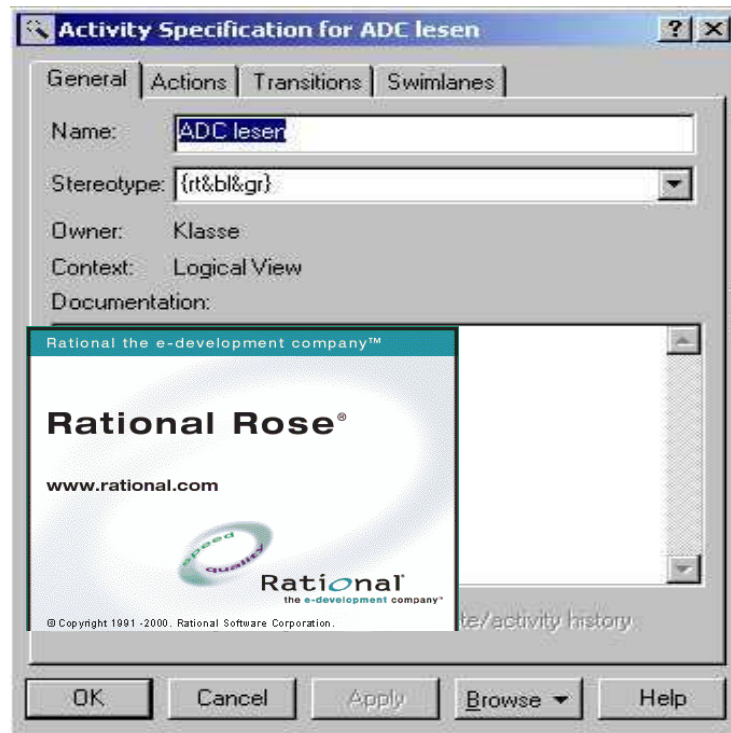 Activity Specification for ADC lesen
General Actions Transitions Swimlanes
Name: ADC lesen
Stereotype: {rt&bl&gr}
Owner: Klasse
Context: Logical View
Documentation:
Rational the e-development company™
Rational Rose®
www.rational.com
speed
quality
Rational
the e-development company™
© Copyright 1991 -2000. Rational Software Corporation.
te/activity history
OK Cancel Apply Browse Help